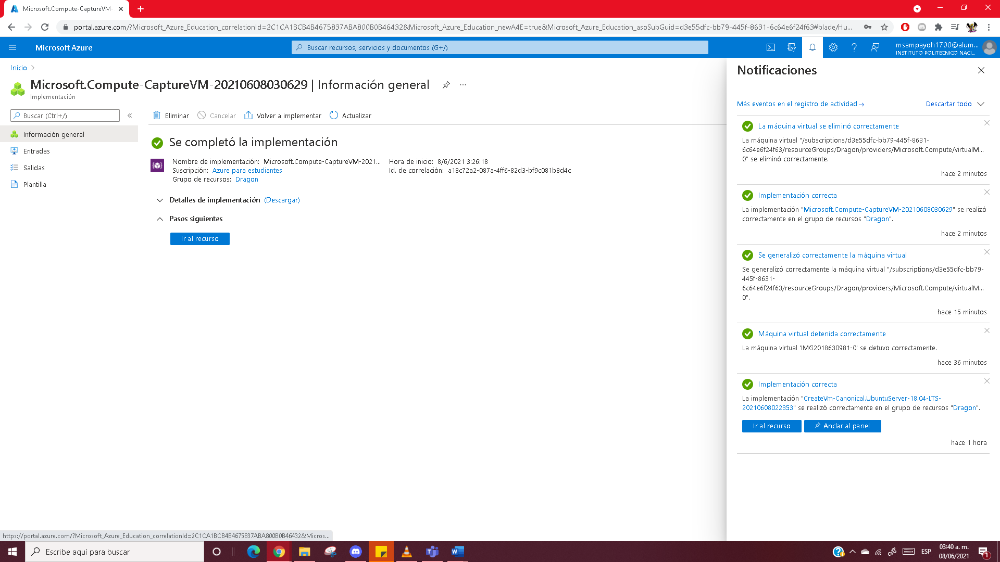 Microsoft.Compute-CaptureVM-
portal.azure.com/?Microsoft_Azure_Education_correlationId=2C1CA1BCB4B4675837ABA800B0B46432&Microsoft_Azure_Education_newA4E=true&Microsoft_Azure_Education_asoSubGuid=d3e55dfc-bb79-445f-8631-6c64e6f24f63#blade/Hu...
Microsoft Azure
Buscar recursos, servicios y documentos (G+/)
msampayoh1700@alum...
INSTITUTO POLITECNICO NACI...
Inicio
Microsoft.Compute-CaptureVM-20210608030629 | Información general
Implementación
Buscar (Ctrl+/)
Información general
Entradas
Salidas
Plantilla
Eliminar
Cancelar
Volver a implementar
Actualizar
Se completó la implementación
Nombre de implementación: Microsoft.Compute-CaptureVM-2021...
Suscripción: Azure para estudiantes
Grupo de recursos: Dragon
Hora de inicio: 8/6/2021 3:26:18
Id. de correlación: a18c72a2-087a-4ff6-82d3-bf9c081b8d4c
Detalles de implementación (Descargar)
Pasos siguientes
Ir al recurso
Notificaciones
Más eventos en el registro de actividad →
Descartar todo
La máquina virtual se eliminó correctamente
La máquina virtual "/subscriptions/d3e55dfc-bb79-445f-8631-
6c64e6f24f63/resourceGroups/Dragon/providers/Microsoft.Compute/virtualM...
0" se eliminó correctamente.
hace 2 minutos
Implementación correcta
La implementación "Microsoft.Compute-CaptureVM-20210608030629" se realizó
correctamente en el grupo de recursos "Dragon".
hace 2 minutos
Se generalizó correctamente la máquina virtual
Se generalizó correctamente la máquina virtual "/subscriptions/d3e55dfc-bb79-
445f-8631-
6c64e6f24f63/resourceGroups/Dragon/providers/Microsoft.Compute/virtualM...
0".
hace 15 minutos
Máquina virtual detenida correctamente
La máquina virtual 'IMG2018630981-0' se detuvo correctamente.
hace 36 minutos
Implementación correcta
La implementación "CreateVm-Canonical.UbuntuServer-18.04-LTS-
20210608022353" se realizó correctamente en el grupo de recursos "Dragon".
Ir al recurso
Anclar al panel
hace 1 hora
https://portal.azure.com/?Microsoft_Azure_Education_correlationId=2C1CA1BCB4B4675837ABA800B0B46432&Micros...
Escribe aquí para buscar
ESP
03:40 a. m.
08/06/2021
1